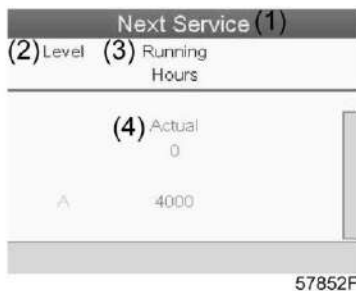 Next Service (1)
(2) Level (3) Running
Hours
(4) Actual
0
A 4000
57852F